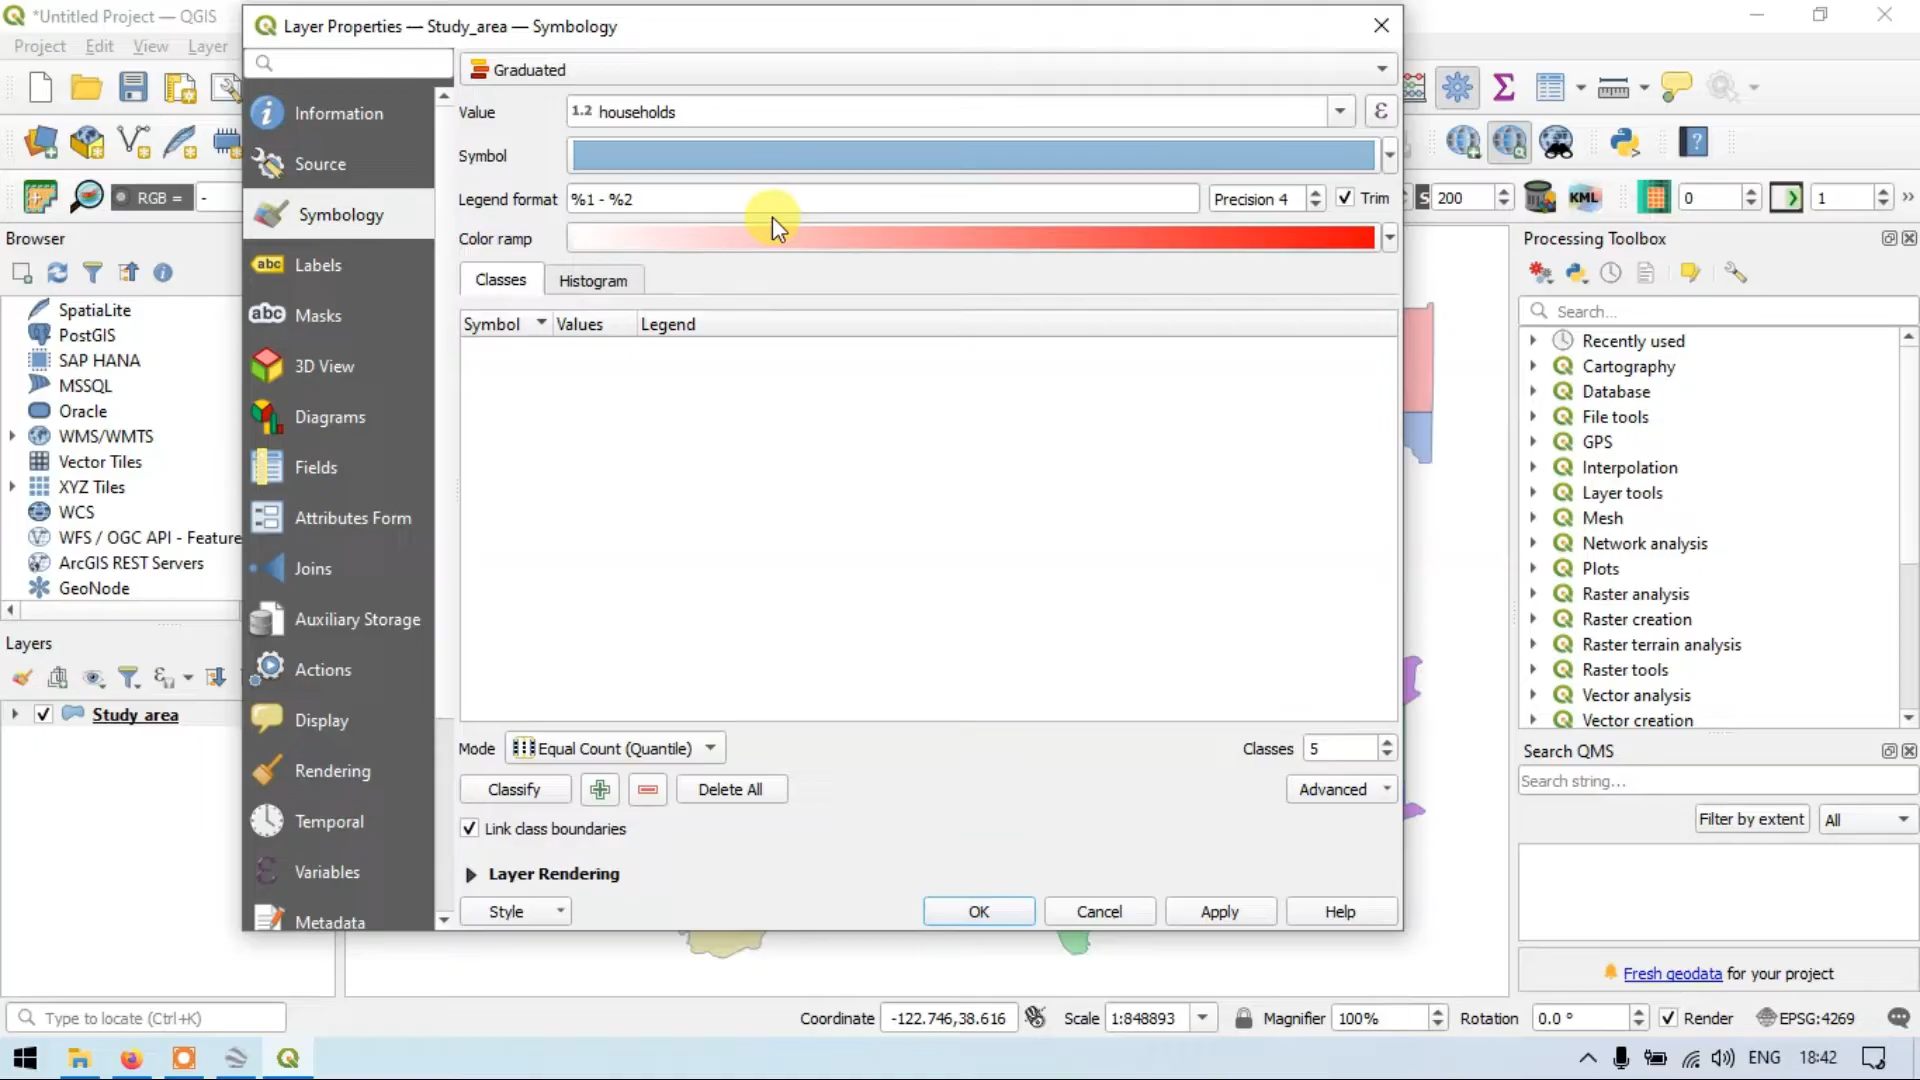 *Untitled Project — QGIS
Project Edit View Layer
RGB = -
Browser
SpatiaLite
PostGIS
SAP HANA
MSSQL
Oracle
WMS/WMTS
Vector Tiles
XYZ Tiles
WCS
WFS / OGC API - Feature
ArcGIS REST Servers
GeoNode
Layers
Study_area
Type to locate (Ctrl+K)
Layer Properties — Study_area — Symbology
Information
Source
Symbology
abc Labels
abc Masks
3D View
Diagrams
Fields
Attributes Form
Joins
Auxiliary Storage
Actions
Display
Rendering
Temporal
Variables
Metadata
Graduated
Value 1.2 households ε
Symbol
Legend format %1 - %2 Precision 4 Trim
Color ramp
Classes Histogram
Symbol Values Legend
Mode Equal Count (Quantile) Classes 5
Classify Delete All Advanced
Link class boundaries
Layer Rendering
Style OK Cancel Apply Help
S 200 KML 0 1 »
Processing Toolbox
Search...
Recently used
Cartography
Database
File tools
GPS
Interpolation
Layer tools
Mesh
Network analysis
Plots
Raster analysis
Raster creation
Raster terrain analysis
Raster tools
Vector analysis
Vector creation
Search QMS
Search string...
Filter by extent All
Fresh geodata for your project
Coordinate -122.746,38.616 Scale 1:848893 Magnifier 100% Rotation 0.0 ° Render EPSG:4269
ENG 18:42